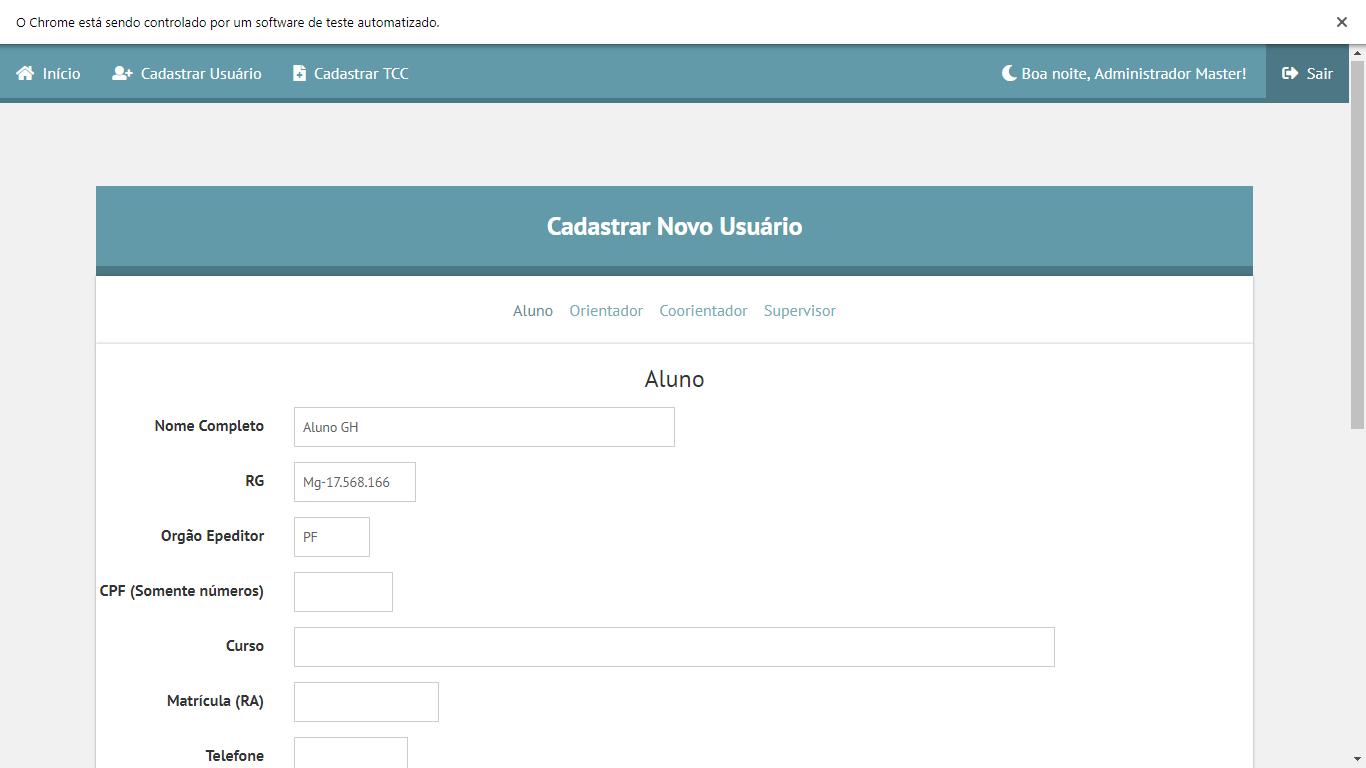 O Chrome está sendo controlado por um software de teste automatizado.
Início Cadastrar Usuário Cadastrar TCC Boa noite, Administrador Master! Sair
Cadastrar Novo Usuário
Aluno Orientador Coorientador Supervisor
Aluno
Nome Completo Aluno GH
RG Mg-17.568.166
Orgão Epeditor PF
CPF (Somente números)
Curso
Matrícula (RA)
Telefone